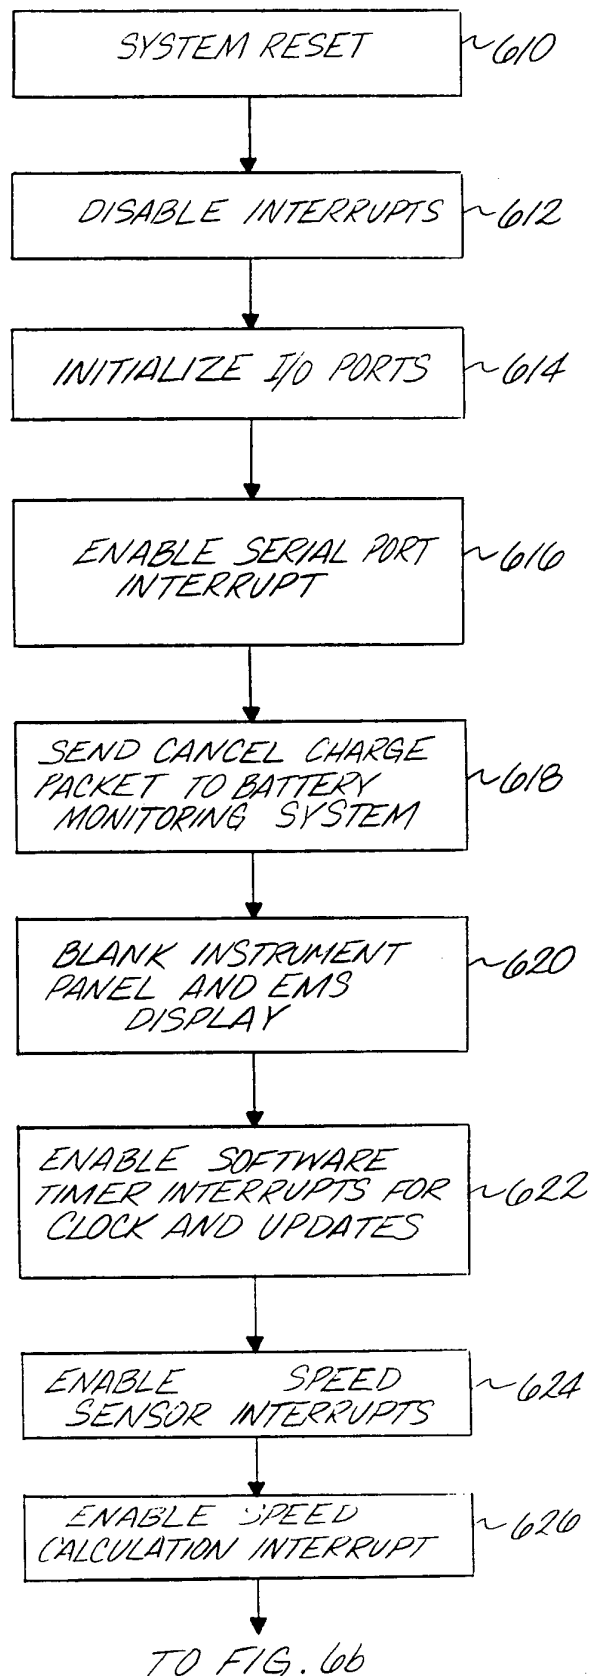 SYSTEM RESET
610
DISABLE INTERRUPTS
612
INITIALIZE I/O PORTS
614
ENABLE SERIAL PORT
INTERRUPT
616
SEND CANCEL CHARGE
PACKET TO BATTERY
MONITORING SYSTEM
618
BLANK INSTRUMENT
PANEL AND EMS
DISPLAY
620
ENABLE SOFTWARE
TIMER INTERRUPTS FOR
CLOCK AND UPDATES
622
ENABLE SPEED
SENSOR INTERRUPTS
624
ENABLE SPEED
CALCULATION INTERRUPT
626
TO FIG. 6b